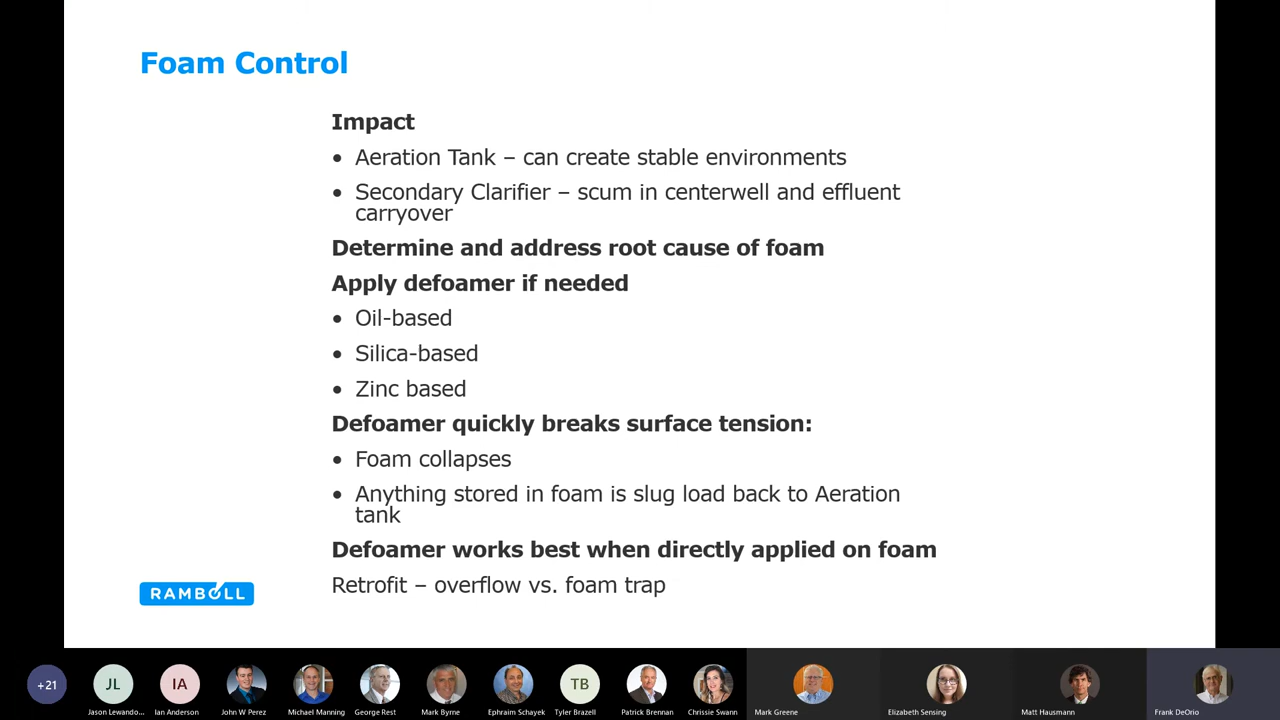 Foam Control
Impact
• Aeration Tank – can create stable environments
• Secondary Clarifier – scum in centerwell and effluent
carryover
Determine and address root cause of foam
Apply defoamer if needed
• Oil-based
• Silica-based
• Zinc based
Defoamer quickly breaks surface tension:
• Foam collapses
• Anything stored in foam is slug load back to Aeration
tank
Defoamer works best when directly applied on foam
Retrofit – overflow vs. foam trap
RAMBOLL
+21
JL
IA
TB
Jason Lewando...
Ian Anderson
John W Perez
Michael Manning
George Rest
Mark Byrne
Ephraim Schayek
Tyler Brazell
Patrick Brennan
Chrissie Swann
Mark Greene
Elizabeth Sensing
Matt Hausmann
Frank DeOrio